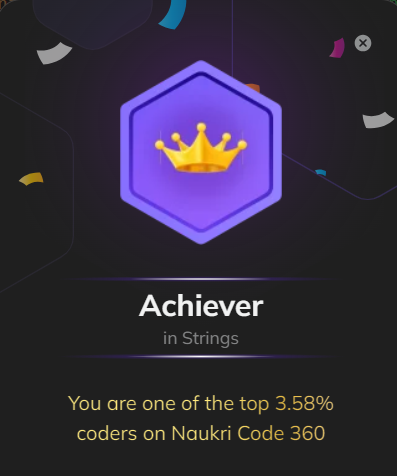 Achiever
in Strings
You are one of the top 3.58%
coders on Naukri Code 360